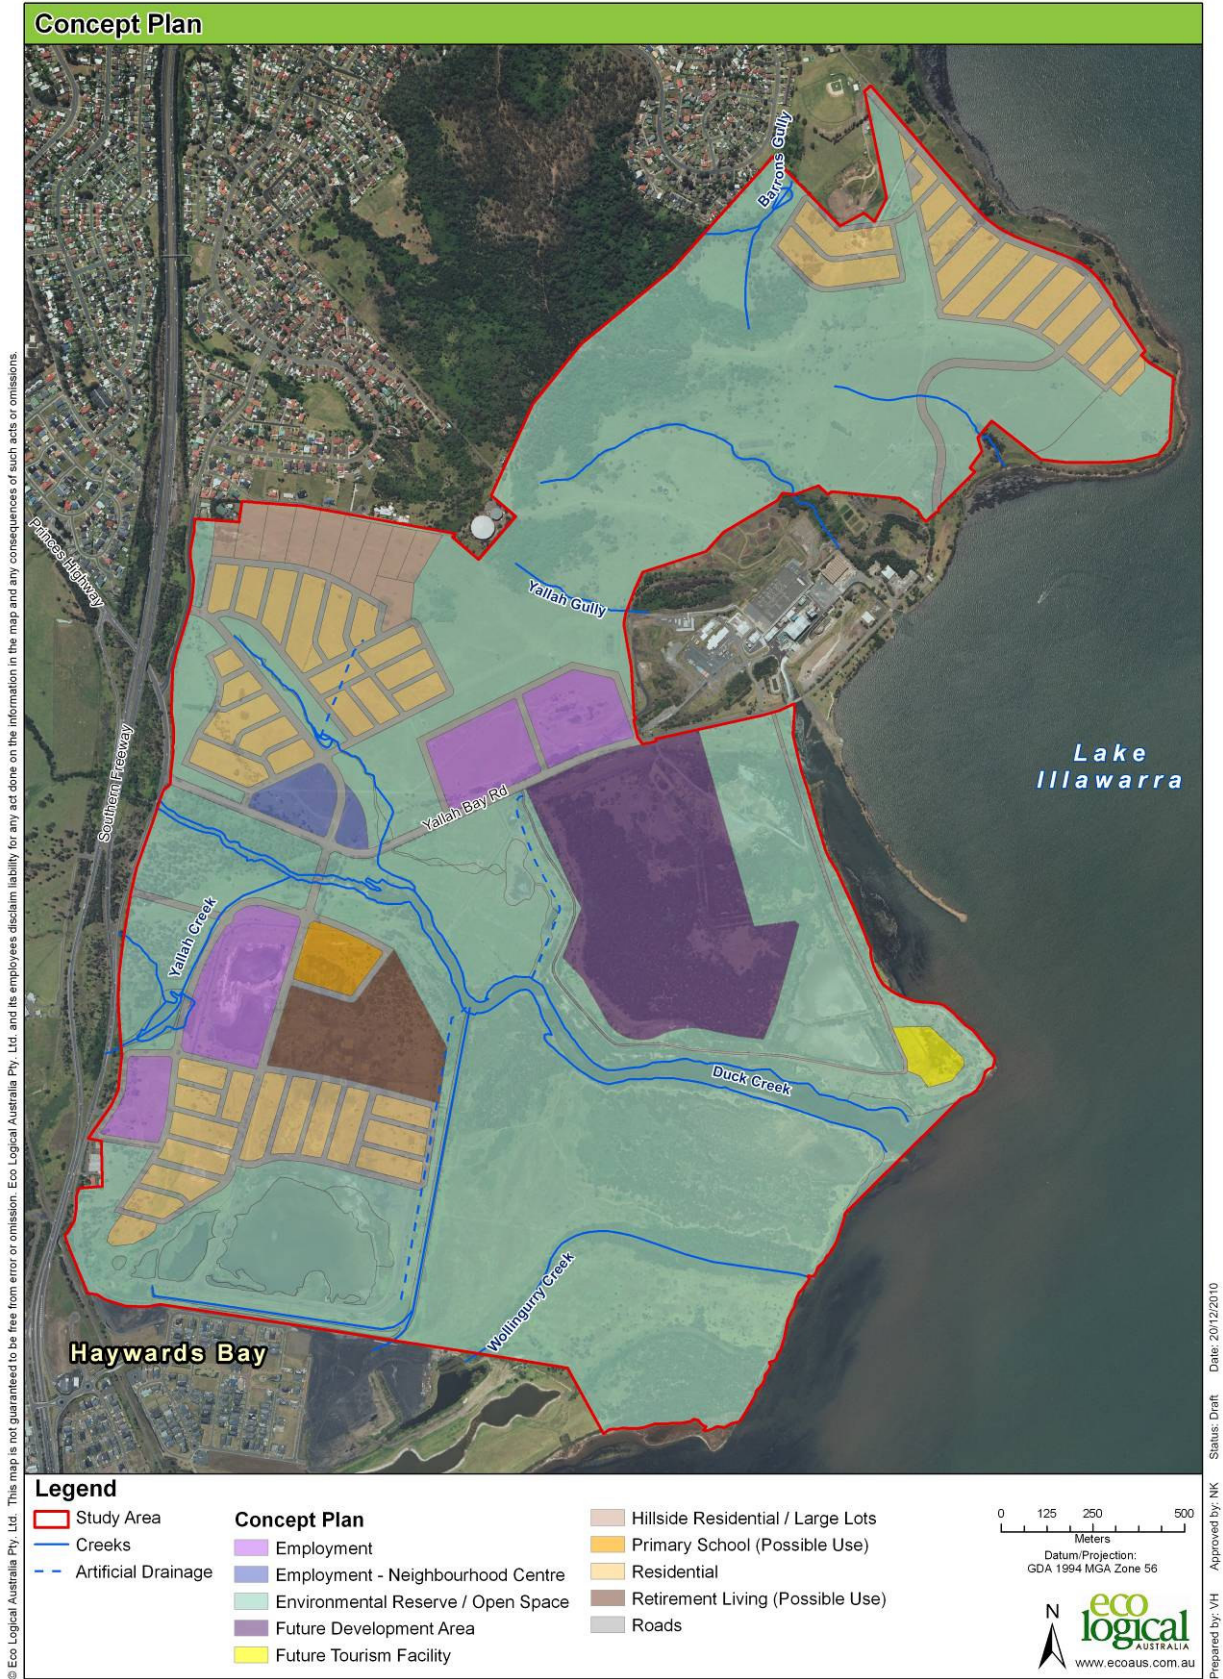 Concept Plan
Barrons Gully
Princes Highway
Yallah Gully
Southern Freeway
Lake
Illawarra
Yallah Bay Rd
Yallah Creek
Duck Creek
Wollingurry Creek
Haywards Bay
Legend
Study Area
Creeks
Artificial Drainage
Concept Plan
Employment
Employment - Neighbourhood Centre
Environmental Reserve / Open Space
Future Development Area
Future Tourism Facility
Hillside Residential / Large Lots
Primary School (Possible Use)
Residential
Retirement Living (Possible Use)
Roads
0 125 250 500
Meters
Datum/Projection:
GDA 1994 MGA Zone 56
N
eco
logical
AUSTRALIA
www.ecoaus.com.au
© Eco Logical Australia Pty. Ltd. This map is not guaranteed to be free from error or omission. Eco Logical Australia Pty. Ltd. and its employees disclaim liability for any act done on the information in the map and any consequences of such acts or omissions.
Prepared by: VH Approved by: NK Status: Draft Date: 20/12/2010